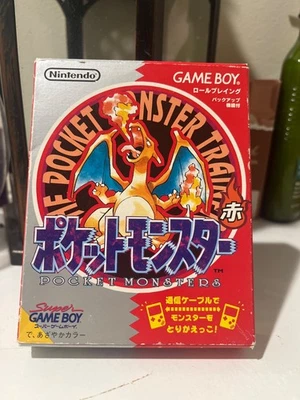 Nintendo
GAME BOY
ロールプレイング
バックアップ
機能付
THE POCKET MONSTER TRAINER
赤
ポケットモンスター
TM
POCKET MONSTERS
Super
GAME BOY
スーパーゲームボーイ
で、あざやかカラー
通信ケーブルで
モンスターを
とりかえっこ!